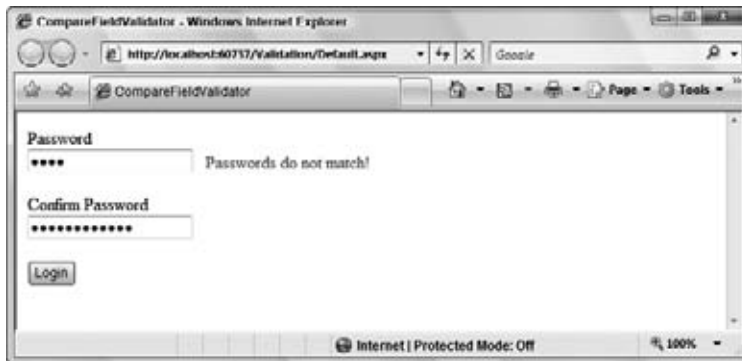 CompareFieldValidator - Windows Internet Explorer
http://localhost:60737/Validation/Default.aspx
Google
CompareFieldValidator
Page
Tools
Password
•••• Passwords do not match!
Confirm Password
••••••••••••
Login
Internet | Protected Mode: Off
100%